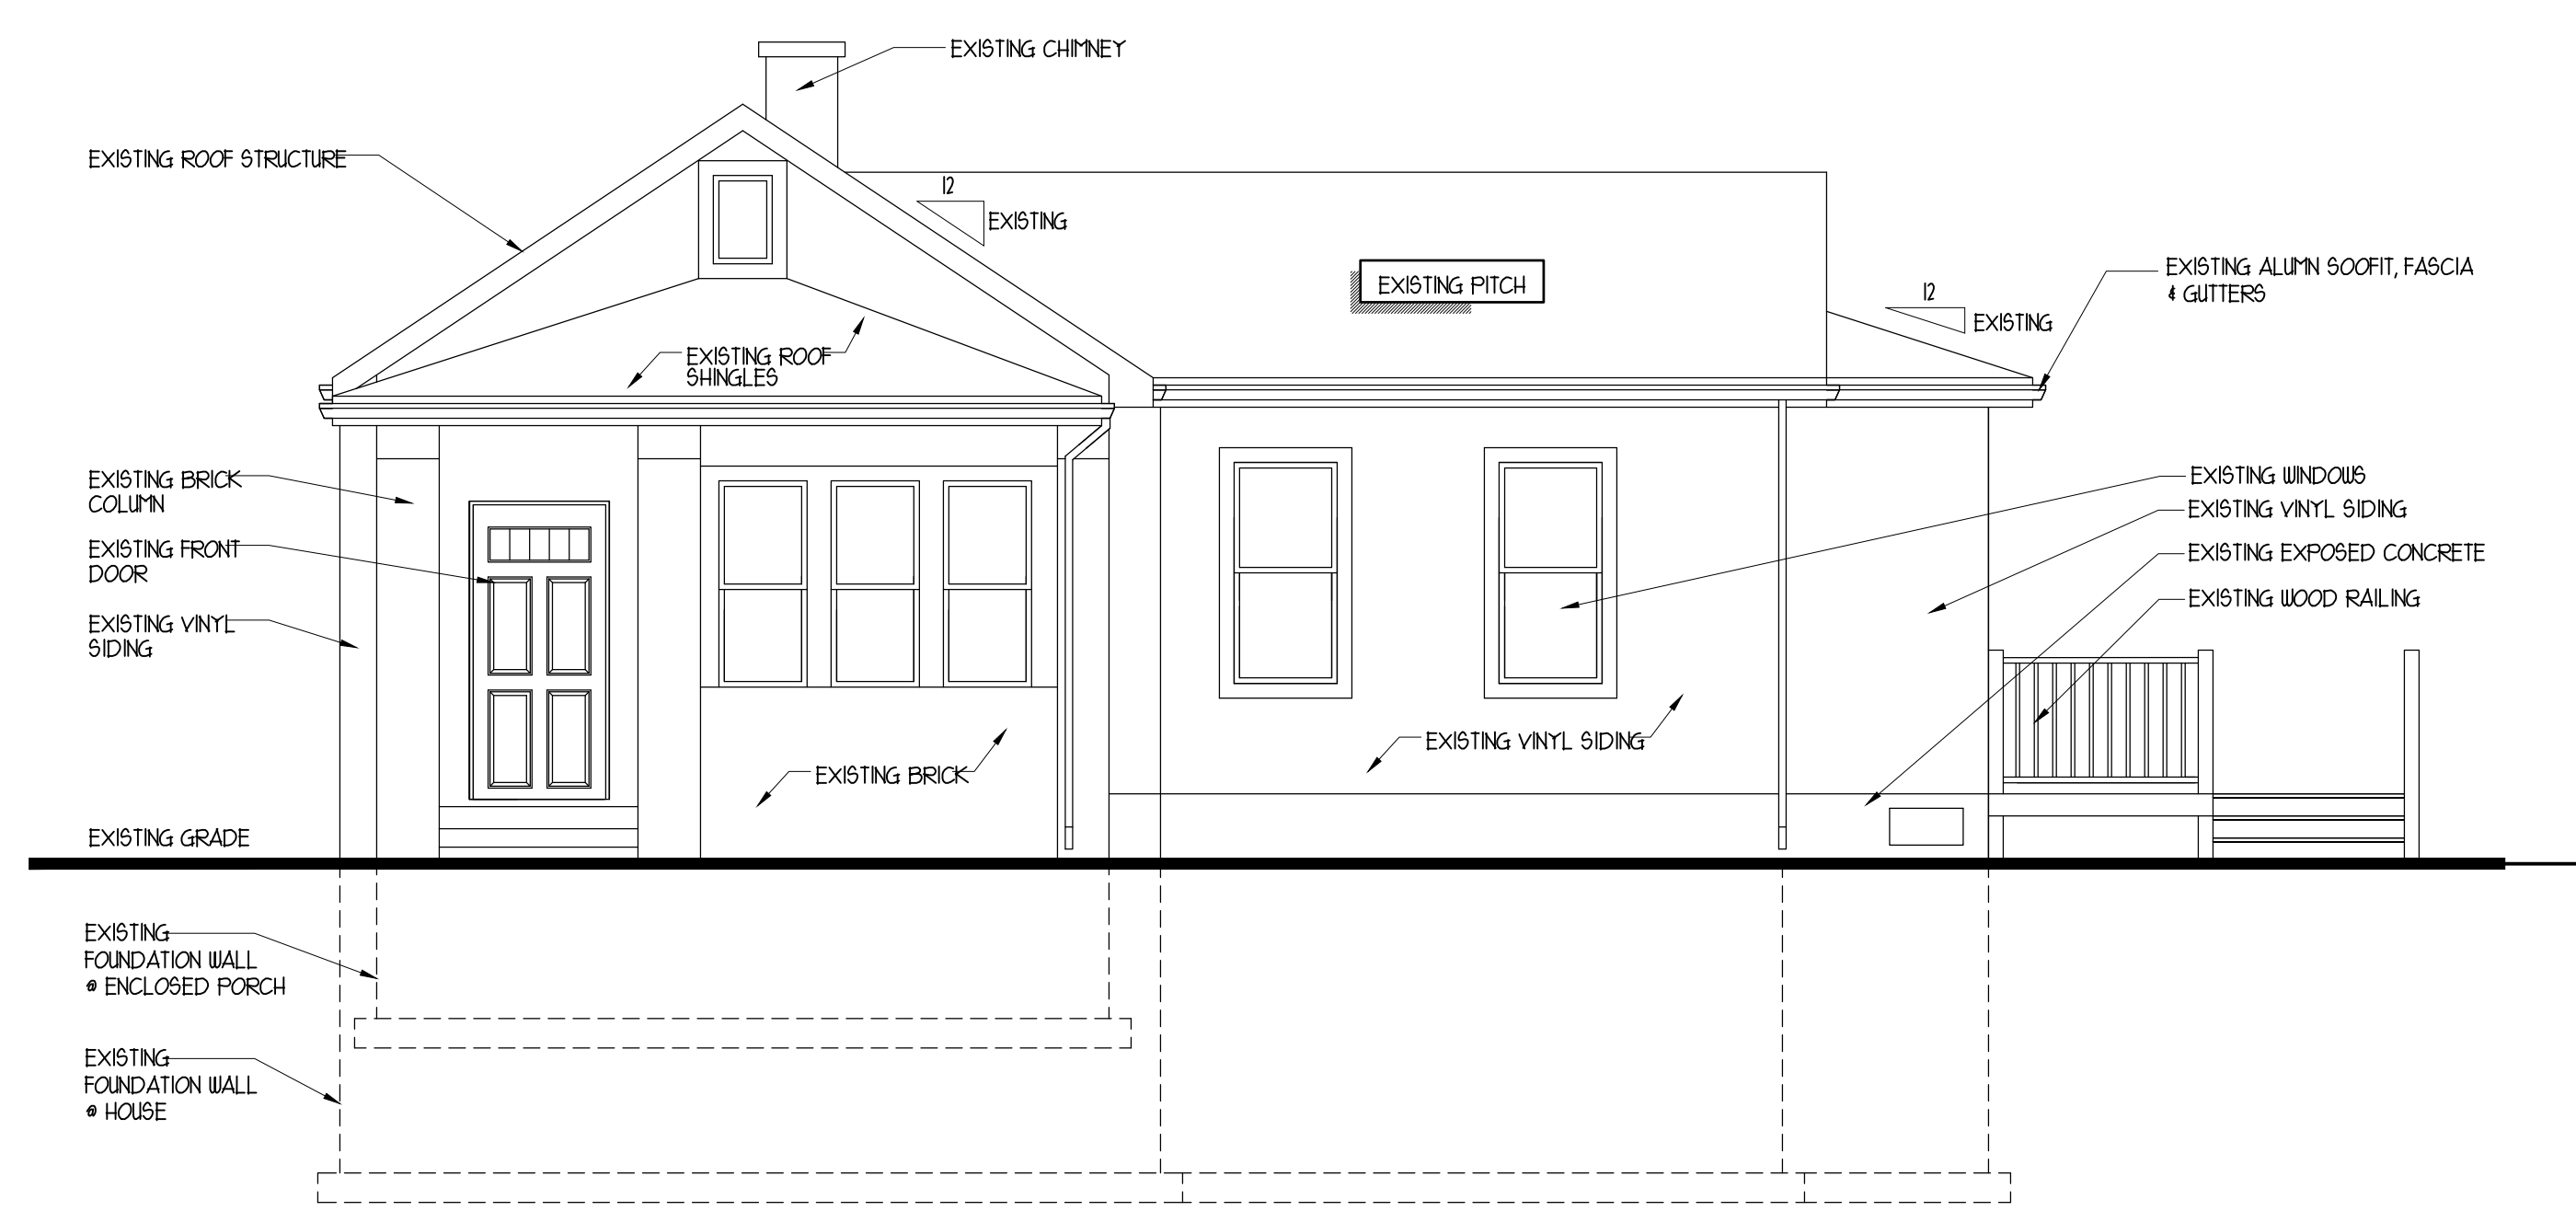 EXISTING CHIMNEY
EXISTING ROOF STRUCTURE
12
EXISTING
EXISTING PITCH
EXISTING ALUMN SOOFIT, FASCIA
& GUTTERS
12
EXISTING
EXISTING ROOF
SHINGLES
EXISTING BRICK
COLUMN
EXISTING FRONT
DOOR
EXISTING VINYL
SIDING
EXISTING WINDOWS
EXISTING VINYL SIDING
EXISTING EXPOSED CONCRETE
EXISTING WOOD RAILING
EXISTING VINYL SIDING
EXISTING BRICK
EXISTING GRADE
EXISTING
FOUNDATION WALL
@ ENCLOSED PORCH
EXISTING
FOUNDATION WALL
@ HOUSE